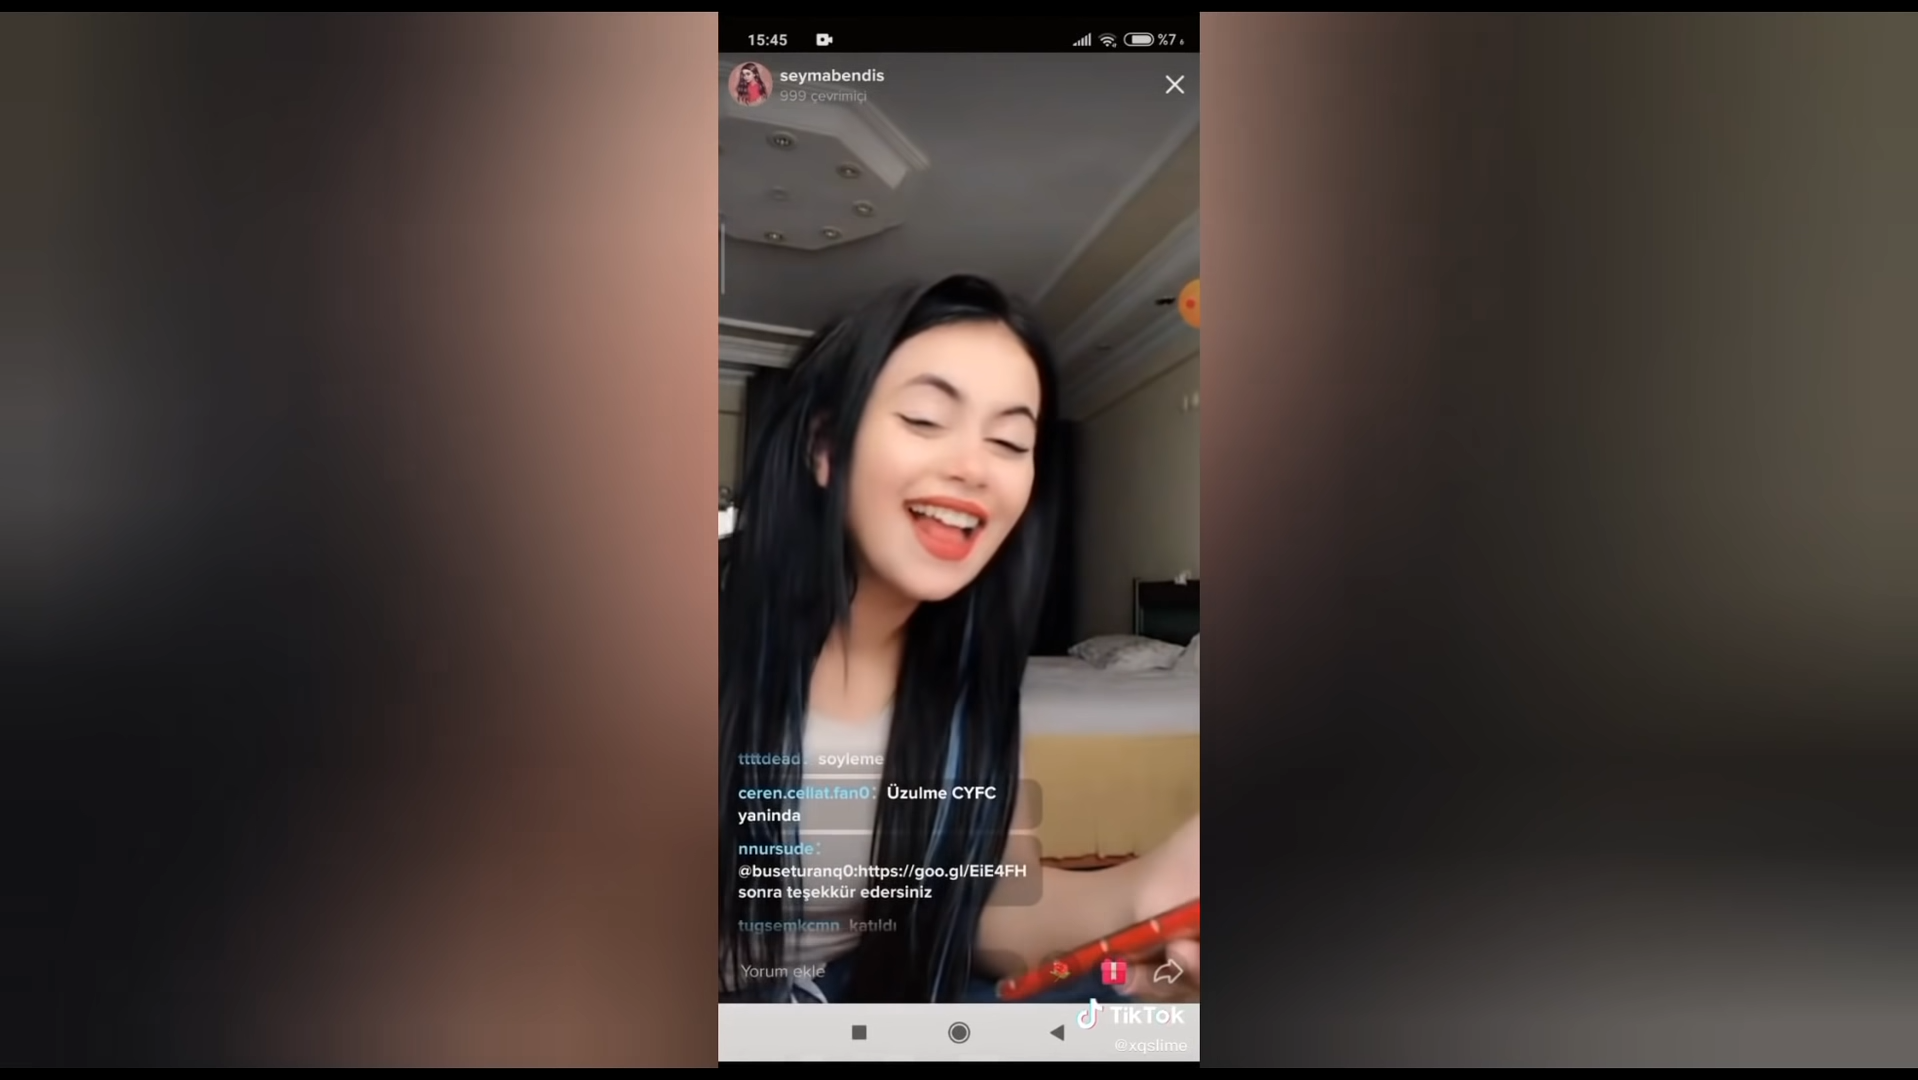 15:45
%7
seymabendis
999 çevrimiçi
ttttdead: soyleme
ceren.cellat.fan0: Üzulme CYFC
yaninda
nnursude:
@buseturanq0:https://goo.gl/EiE4FH
sonra teşekkür edersiniz
tugsemkcmn katıldı
Yorum ekle
TikTok
@xqslime